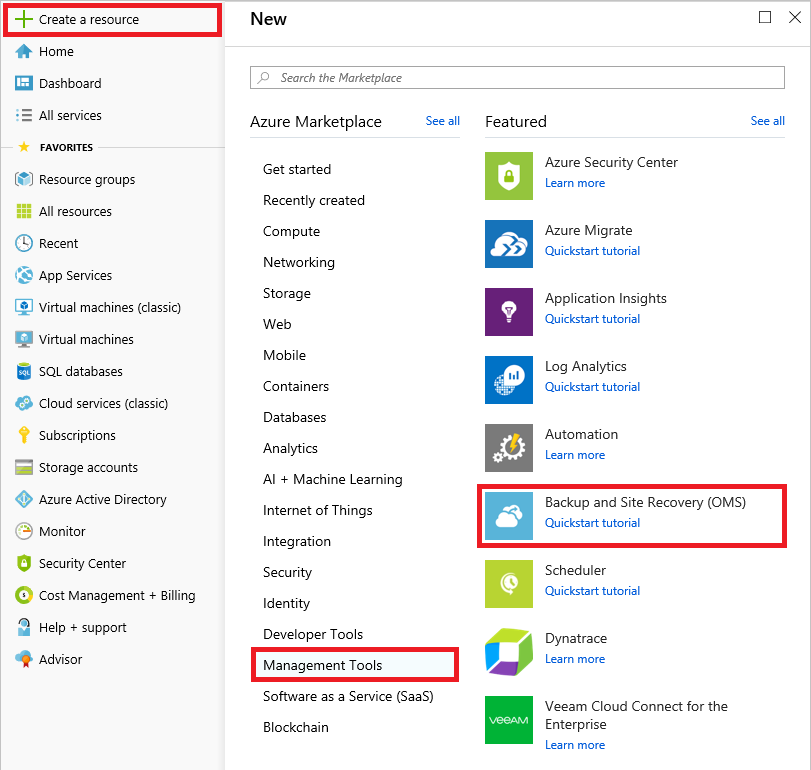 Create a resource
Home
Dashboard
All services
FAVORITES
Resource groups
All resources
Recent
App Services
Virtual machines (classic)
Virtual machines
SQL
SQL databases
Cloud services (classic)
Subscriptions
Storage accounts
Azure Active Directory
Monitor
Security Center
Cost Management + Billing
Help + support
Advisor
New
Search the Marketplace
Azure Marketplace
See all
Get started
Recently created
Compute
Networking
Storage
Web
Mobile
Containers
Databases
Analytics
AI + Machine Learning
Internet of Things
Integration
Security
Identity
Developer Tools
Management Tools
Software as a Service (SaaS)
Blockchain
Featured
See all
Azure Security Center
Learn more
Azure Migrate
Quickstart tutorial
Application Insights
Quickstart tutorial
Log Analytics
Quickstart tutorial
Automation
Learn more
Backup and Site Recovery (OMS)
Quickstart tutorial
Scheduler
Quickstart tutorial
Dynatrace
Learn more
veeam
Veeam Cloud Connect for the
Enterprise
Learn more